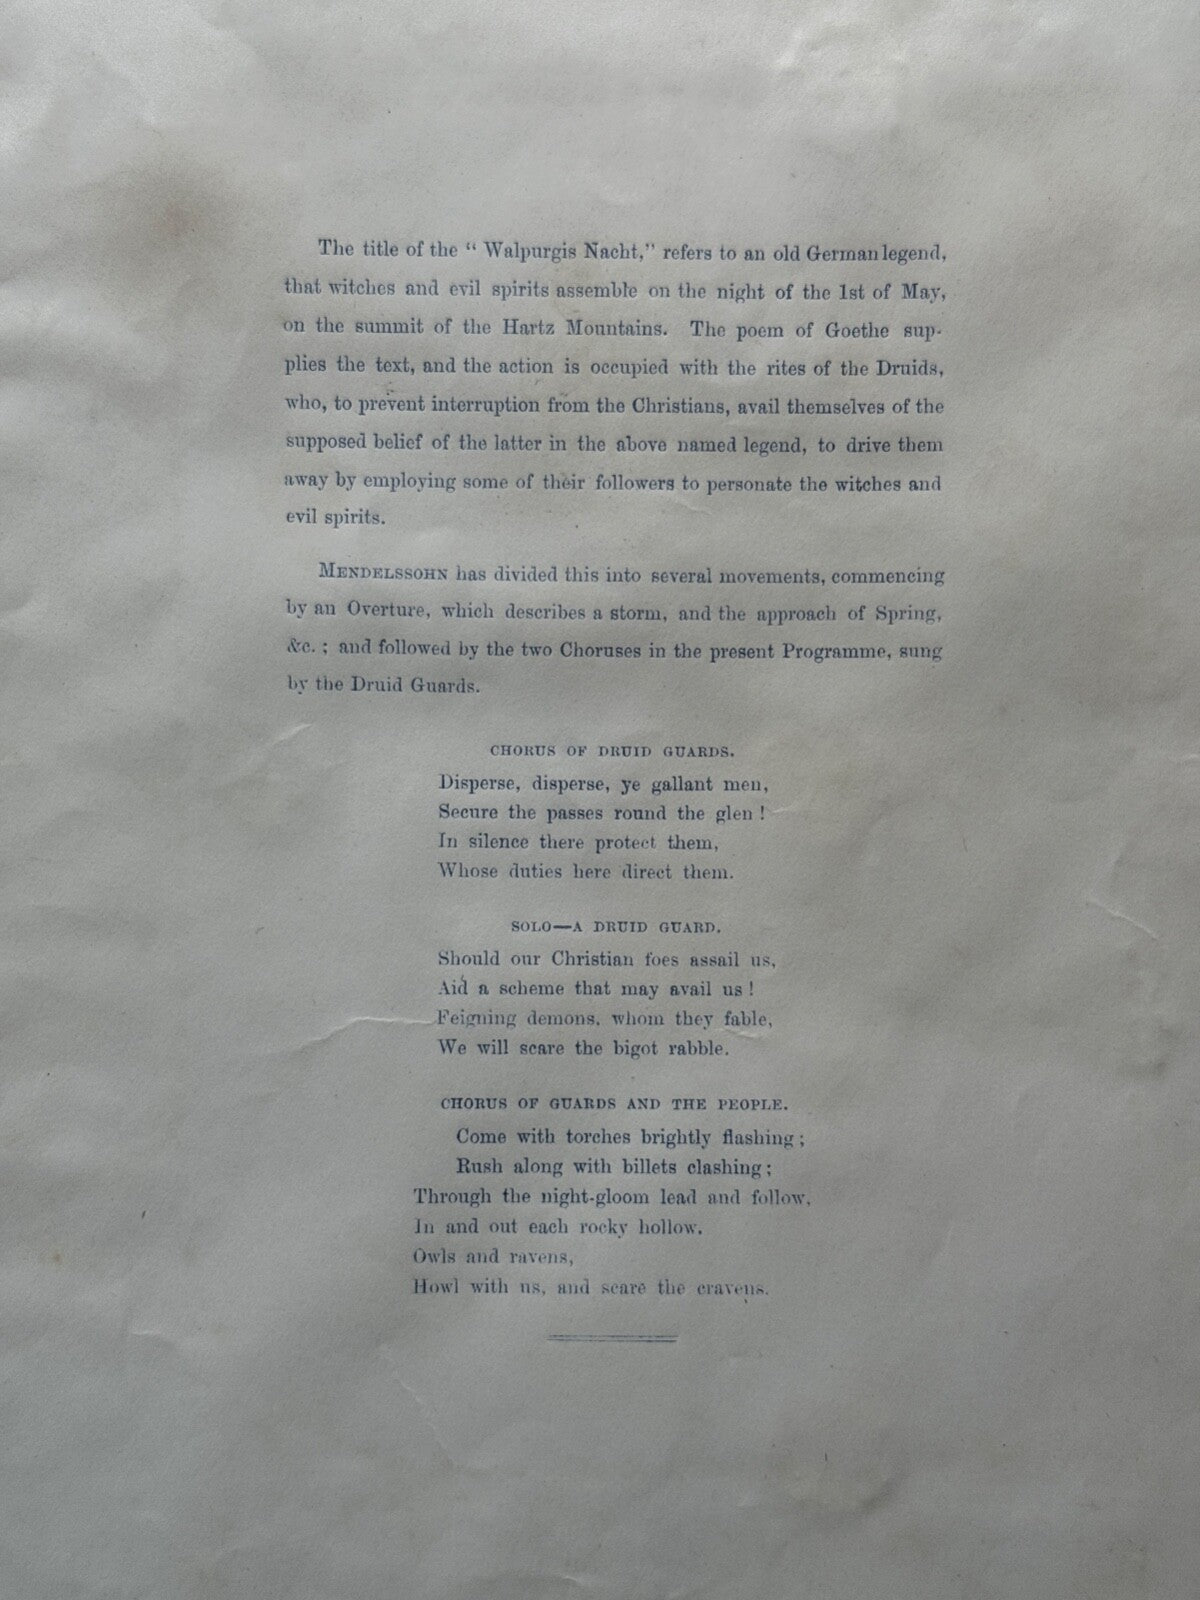 The title of the “ Walpurgis Nacht,” refers to an old German legend,
that witches and evil spirits assemble on the night of the 1st of May,
on the summit of the Hartz Mountains. The poem of Goethe sup-
plies the text, and the action is occupied with the rites of the Druids,
who, to prevent interruption from the Christians, avail themselves of the
supposed belief of the latter in the above named legend, to drive them
away by employing some of their followers to personate the witches and
evil spirits.
MENDELSSOHN has divided this into several movements, commencing
by an Overture, which describes a storm, and the approach of Spring,
&c. ; and followed by the two Choruses in the present Programme, sung
by the Druid Guards.
CHORUS OF DRUID GUARDS.
Disperse, disperse, ye gallant men,
Secure the passes round the glen !
In silence there protect them,
Whose duties here direct them.
SOLO—A DRUID GUARD.
Should our Christian foes assail us,
Aid a scheme that may avail us !
Feigning demons, whom they fable,
We will scare the bigot rabble.
CHORUS OF GUARDS AND THE PEOPLE.
Come with torches brightly flashing ;
Rush along with billets clashing ;
Through the night-gloom lead and follow,
In and out each rocky hollow.
Owls and ravens,
Howl with us, and scare the cravens.